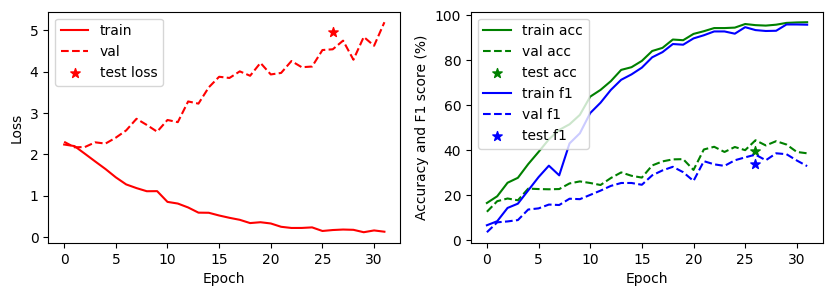 train
val
test loss
5
4
3
2
1
0
Loss
0 5 10 15 20 25 30
Epoch
train acc
val acc
test acc
train f1
val f1
test f1
100
80
60
40
20
0
Accuracy and F1 score (%)
0 5 10 15 20 25 30
Epoch